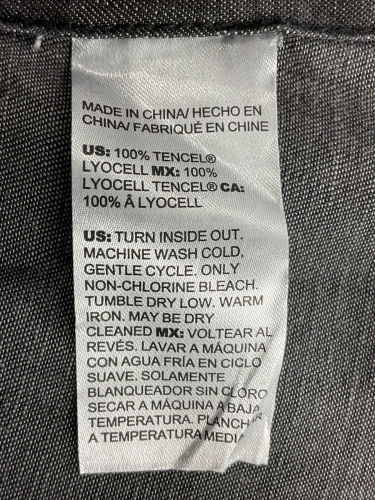 MADE IN CHINA/ HECHO EN
CHINA/ FABRIQUÉ EN CHINE
US: 100% TENCEL®
LYOCELL MX: 100%
LYOCELL TENCEL® CA:
100% Â LYOCELL
US: TURN INSIDE OUT.
MACHINE WASH COLD,
GENTLE CYCLE. ONLY
NON-CHLORINE BLEACH.
TUMBLE DRY LOW. WARM
IRON. MAY BE DRY
CLEANED MX: VOLTEAR AL
REVÉS. LAVAR A MÁQUINA
CON AGUA FRÍA EN CICLO
SUAVE. SOLAMENTE
BLANQUEADOR SIN CLORO
SECAR A MÁQUINA A BAJA
TEMPERATURA. PLANCHAR
A TEMPERATURA MEDIA